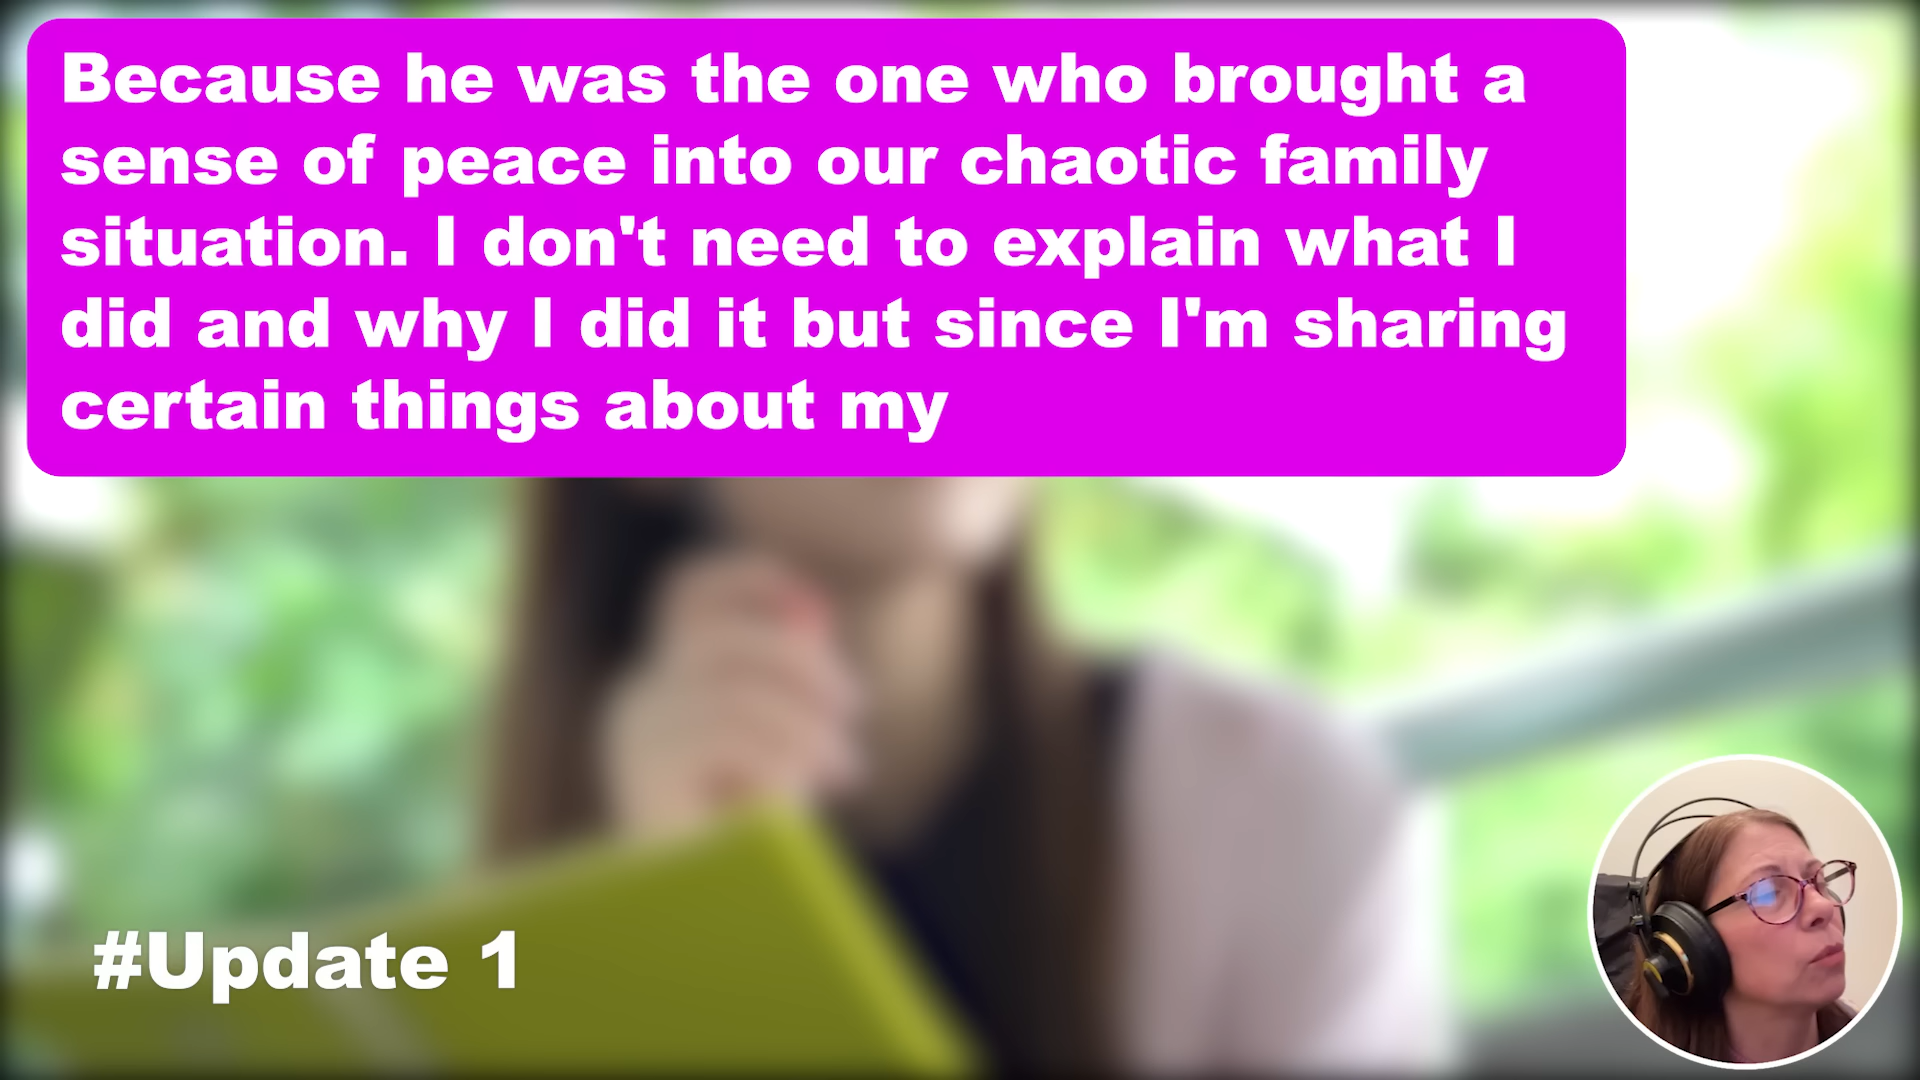 Because he was the one who brought a
sense of peace into our chaotic family
situation. I don't need to explain what I
did and why I did it but since I'm sharing
certain things about my
#Update 1